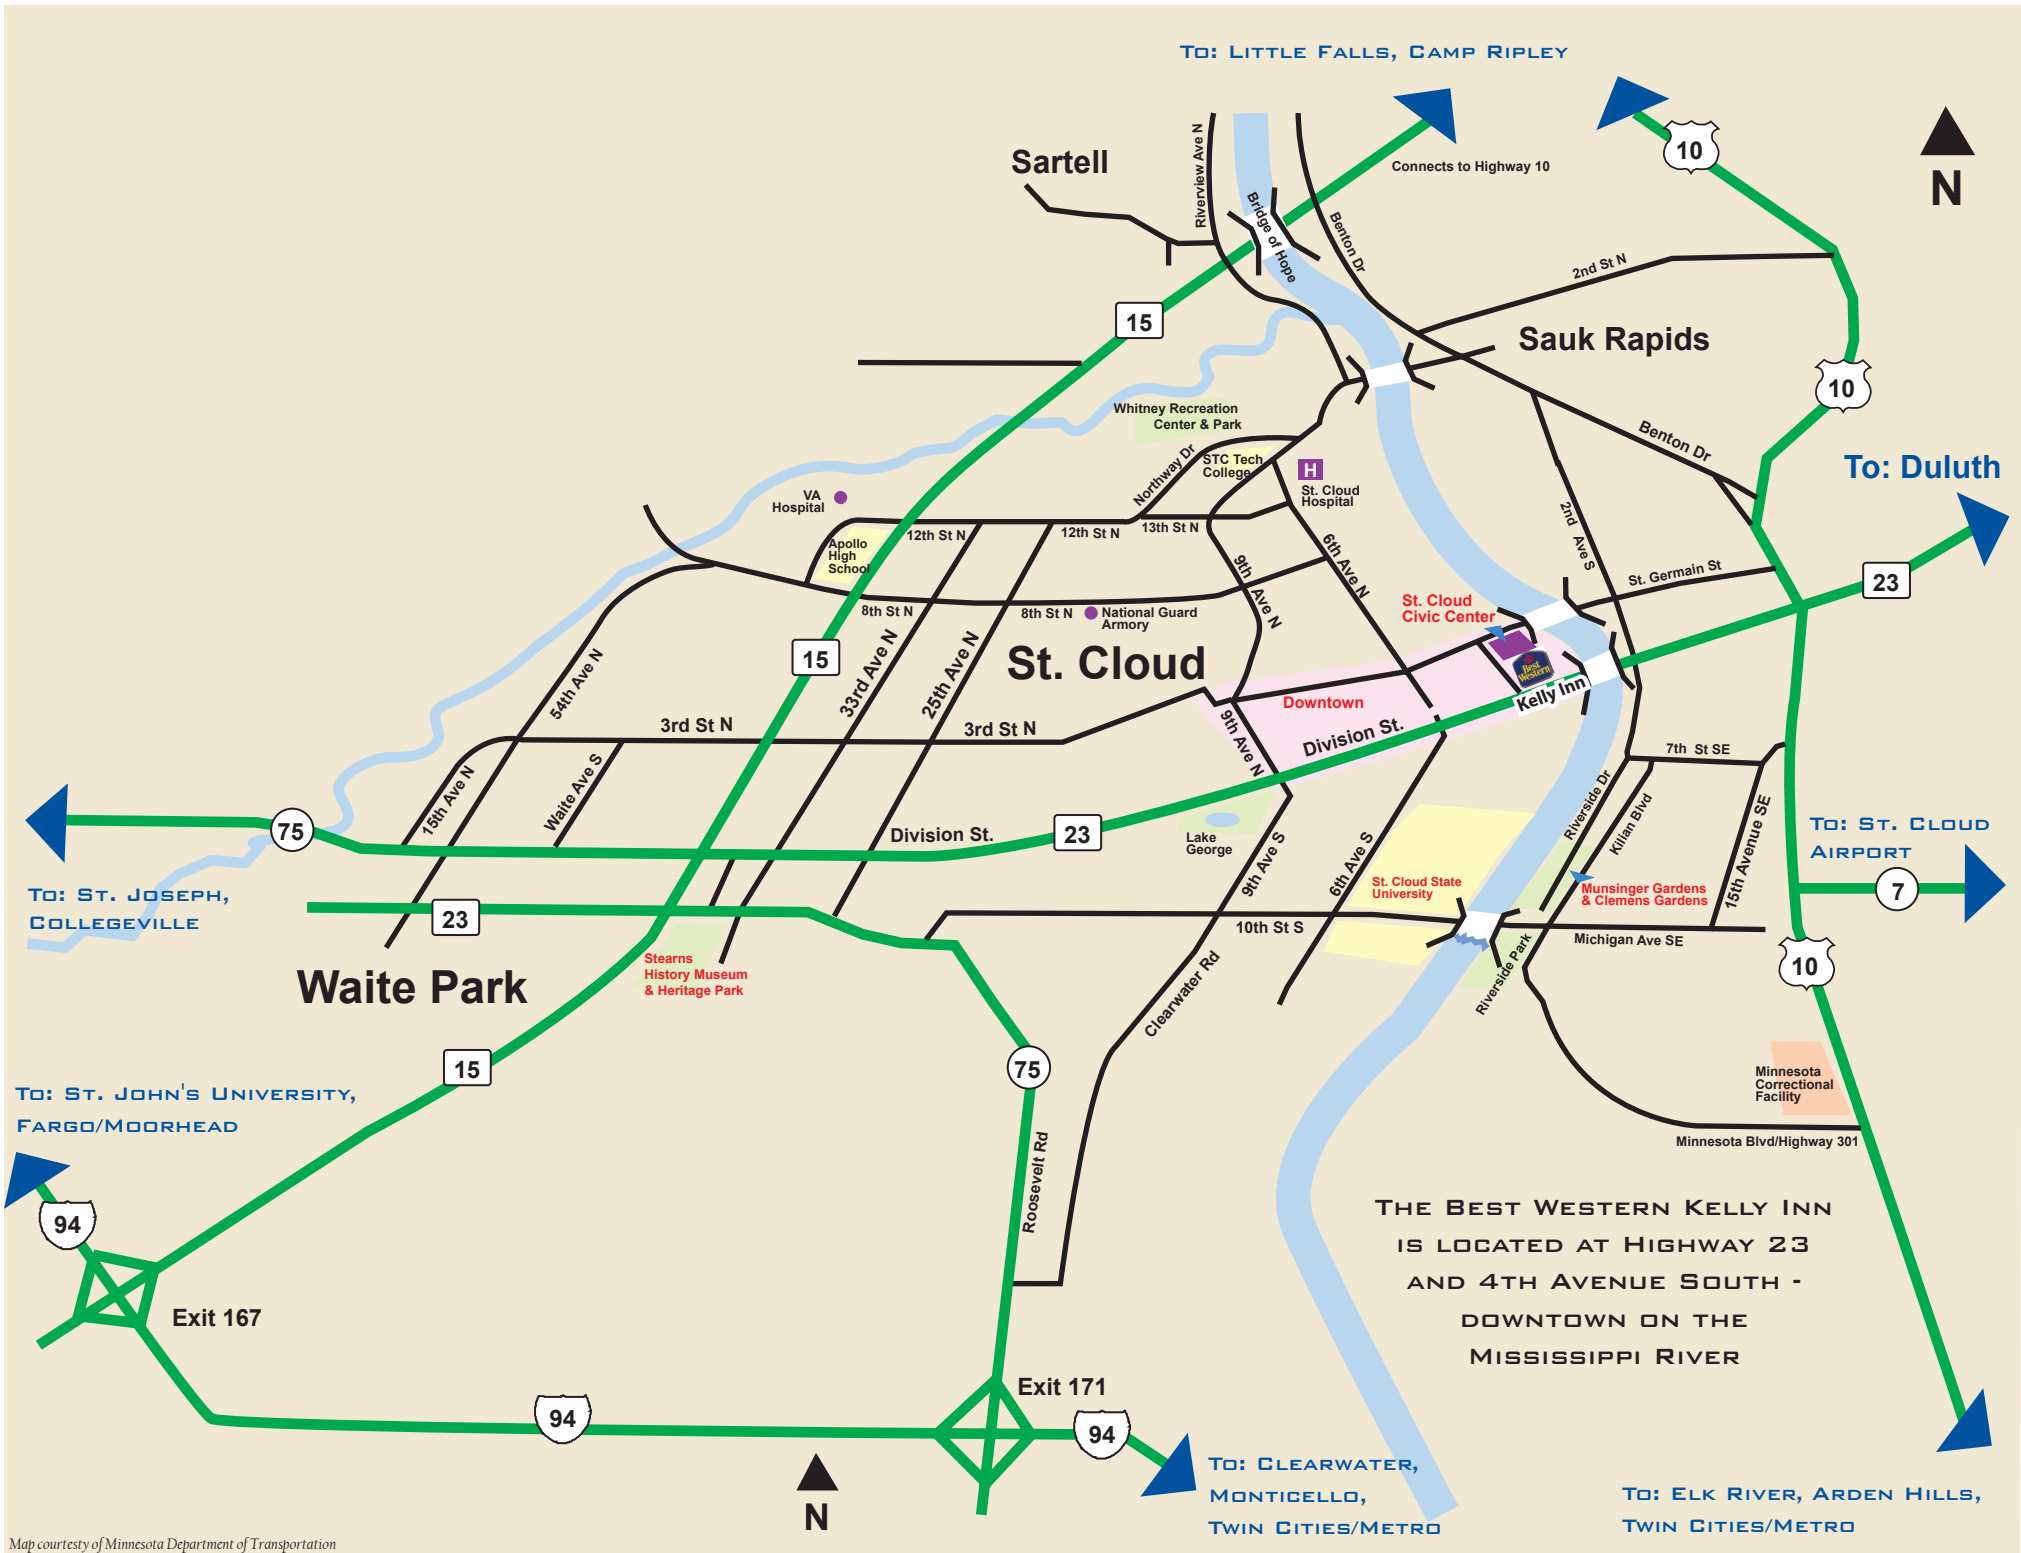 To: Little Falls, Camp Ripley
10
N
Connects to Highway 10
Sartell
Riverview Ave N
Bridge of Hope
Benton Dr
2nd St N
15
Sauk Rapids
10
Whitney Recreation
Center & Park
Northway Dr
STC Tech
College
H
St. Cloud
Hospital
Benton Dr
To: Duluth
VA
Hospital
12th St N
12th St N
13th St N
Apollo
High
School
2nd Ave S
6th Ave N
9th Ave N
St. Germain St
23
8th St N
8th St N
National Guard
Armory
St. Cloud
Civic Center
15
33rd Ave N
25th Ave N
St. Cloud
54th Ave N
Best
Western
Kelly Inn
Downtown
3rd St N
3rd St N
9th Ave N
Division St.
7th St SE
15th Ave N
Waite Ave S
75
Division St.
23
Lake
George
9th Ave S
6th Ave S
Riverside Dr
Kilian Blvd
15th Avenue SE
To: St. Cloud
Airport
7
To: St. Joseph,
Collegeville
23
St. Cloud State
University
Munsinger Gardens
& Clemens Gardens
10th St S
Michigan Ave SE
Riverside Park
10
Waite Park
Stearns
History Museum
& Heritage Park
Clearwater Rd
15
75
Minnesota
Correctional
Facility
To: St. John's University,
Fargo/Moorhead
Roosevelt Rd
Minnesota Blvd/Highway 301
94
Exit 167
The Best Western Kelly Inn
is located at Highway 23
and 4th Avenue South -
downtown on the
Mississippi River
Exit 171
94
94
N
To: Clearwater,
Monticello,
Twin Cities/Metro
To: Elk River, Arden Hills,
Twin Cities/Metro
Map courtesty of Minnesota Department of Transportation